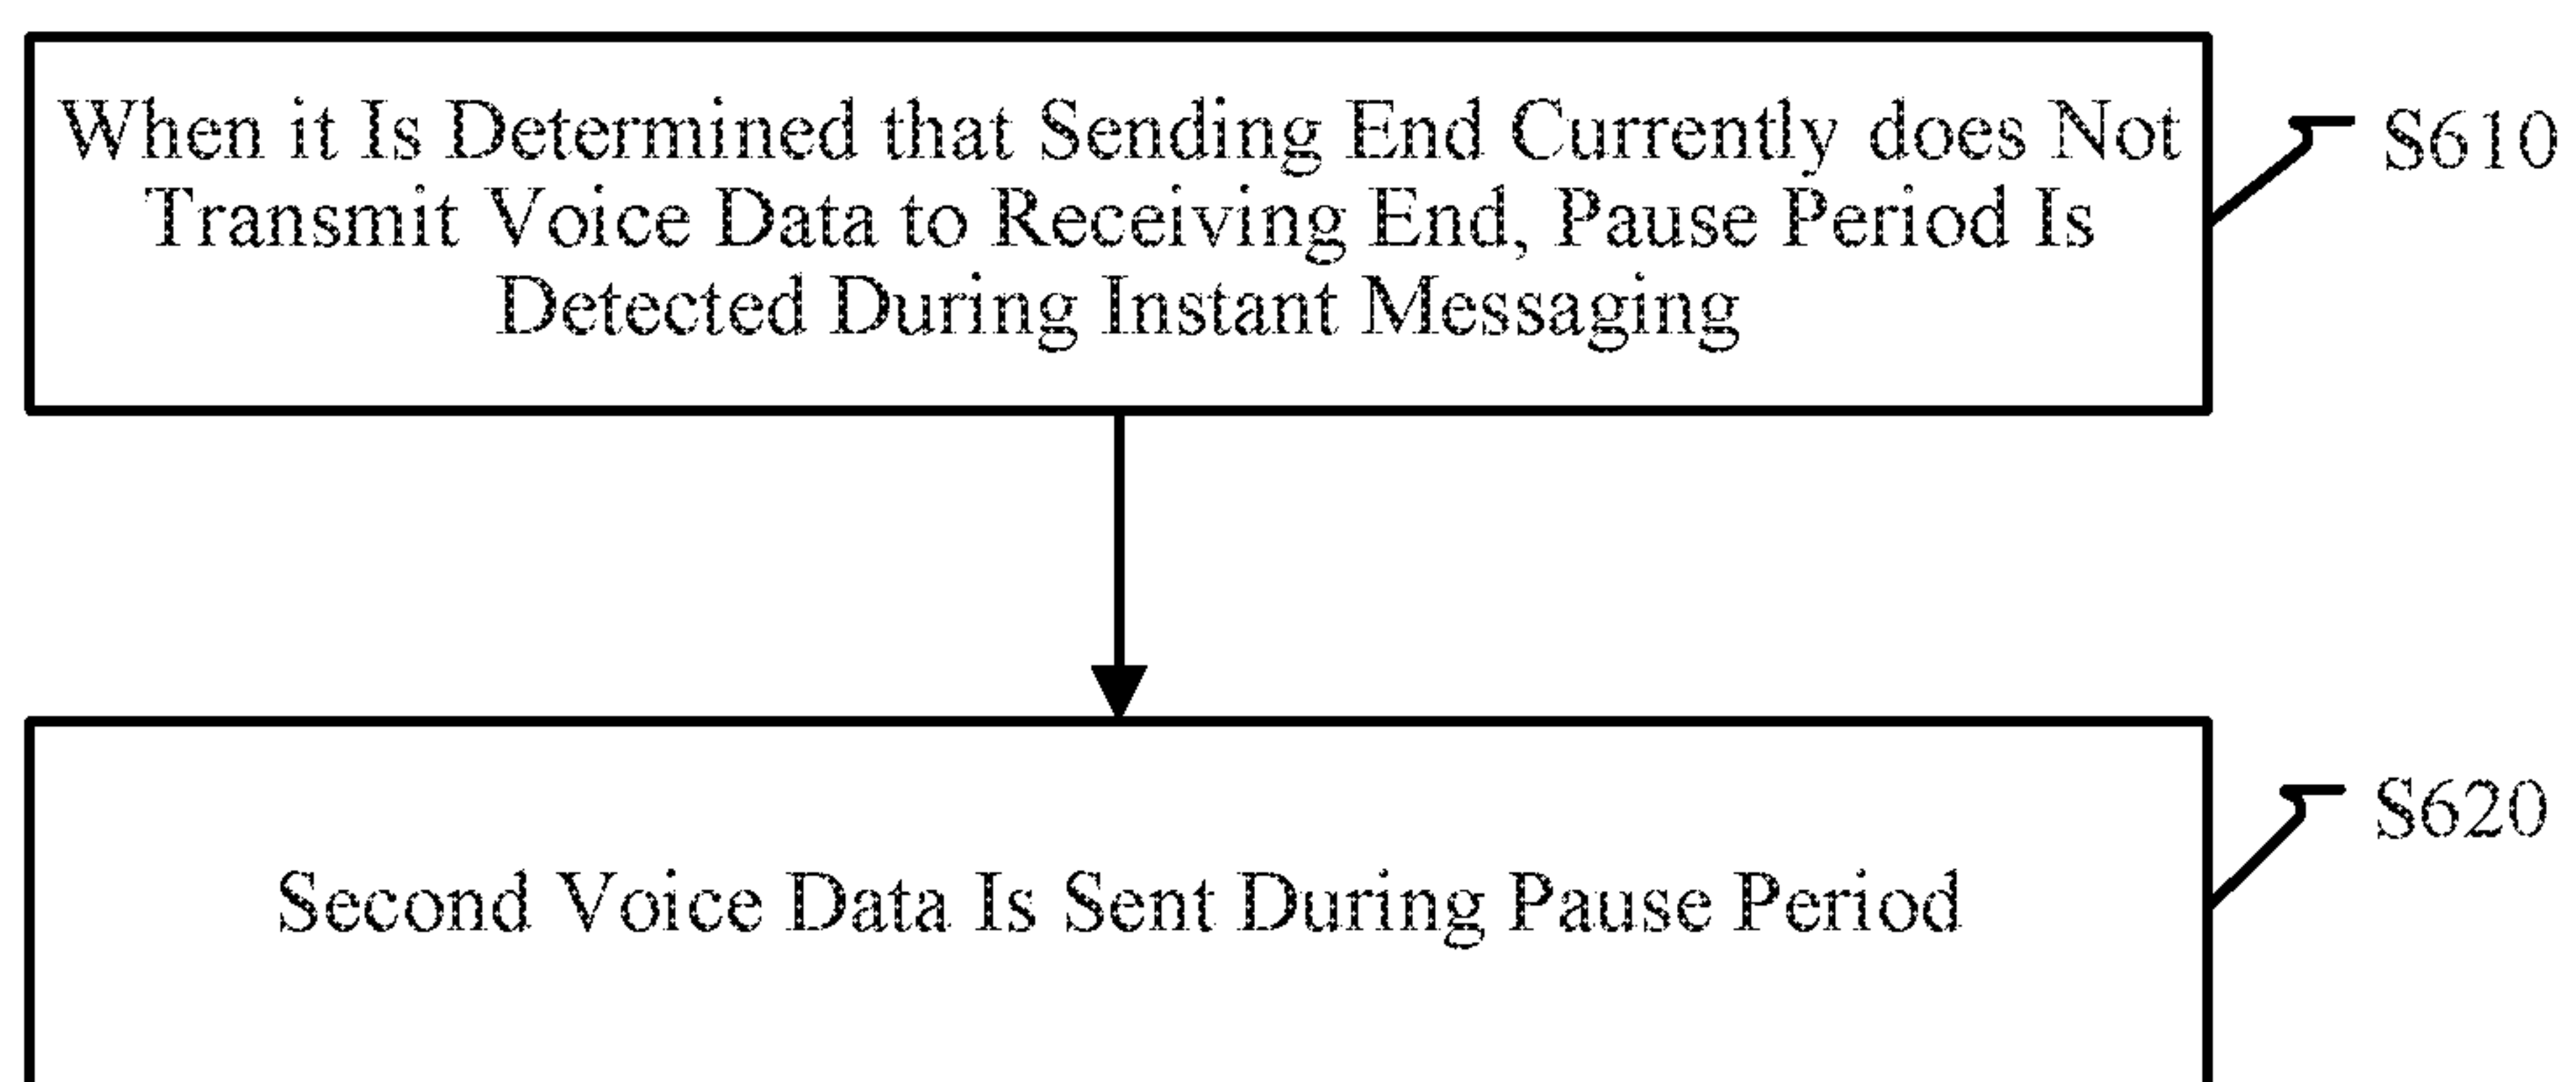 When it Is Determined that Sending End Currently does Not
Transmit Voice Data to Receiving End, Pause Period Is
Detected During Instant Messaging
S610
Second Voice Data Is Sent During Pause Period
S620